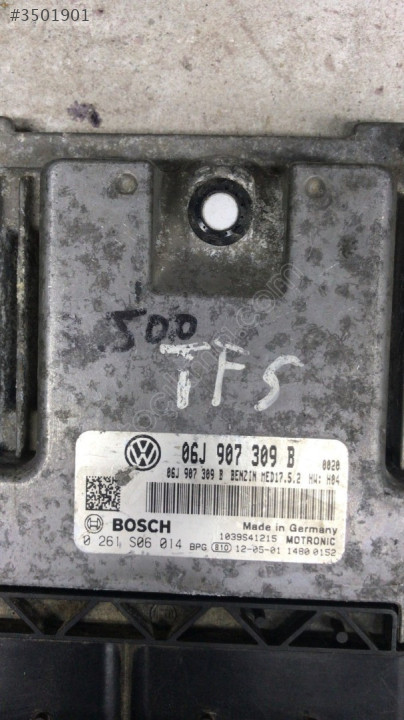 #3501901
500
TFS
06J 907 309 B 0020
06J 907 309 B BENZIN MED17.5.2 HW: H04
BOSCH Made in Germany
1039S41215 MOTRONIC
0 261 S06 014 BPG 810 12-05-01 1480 0152